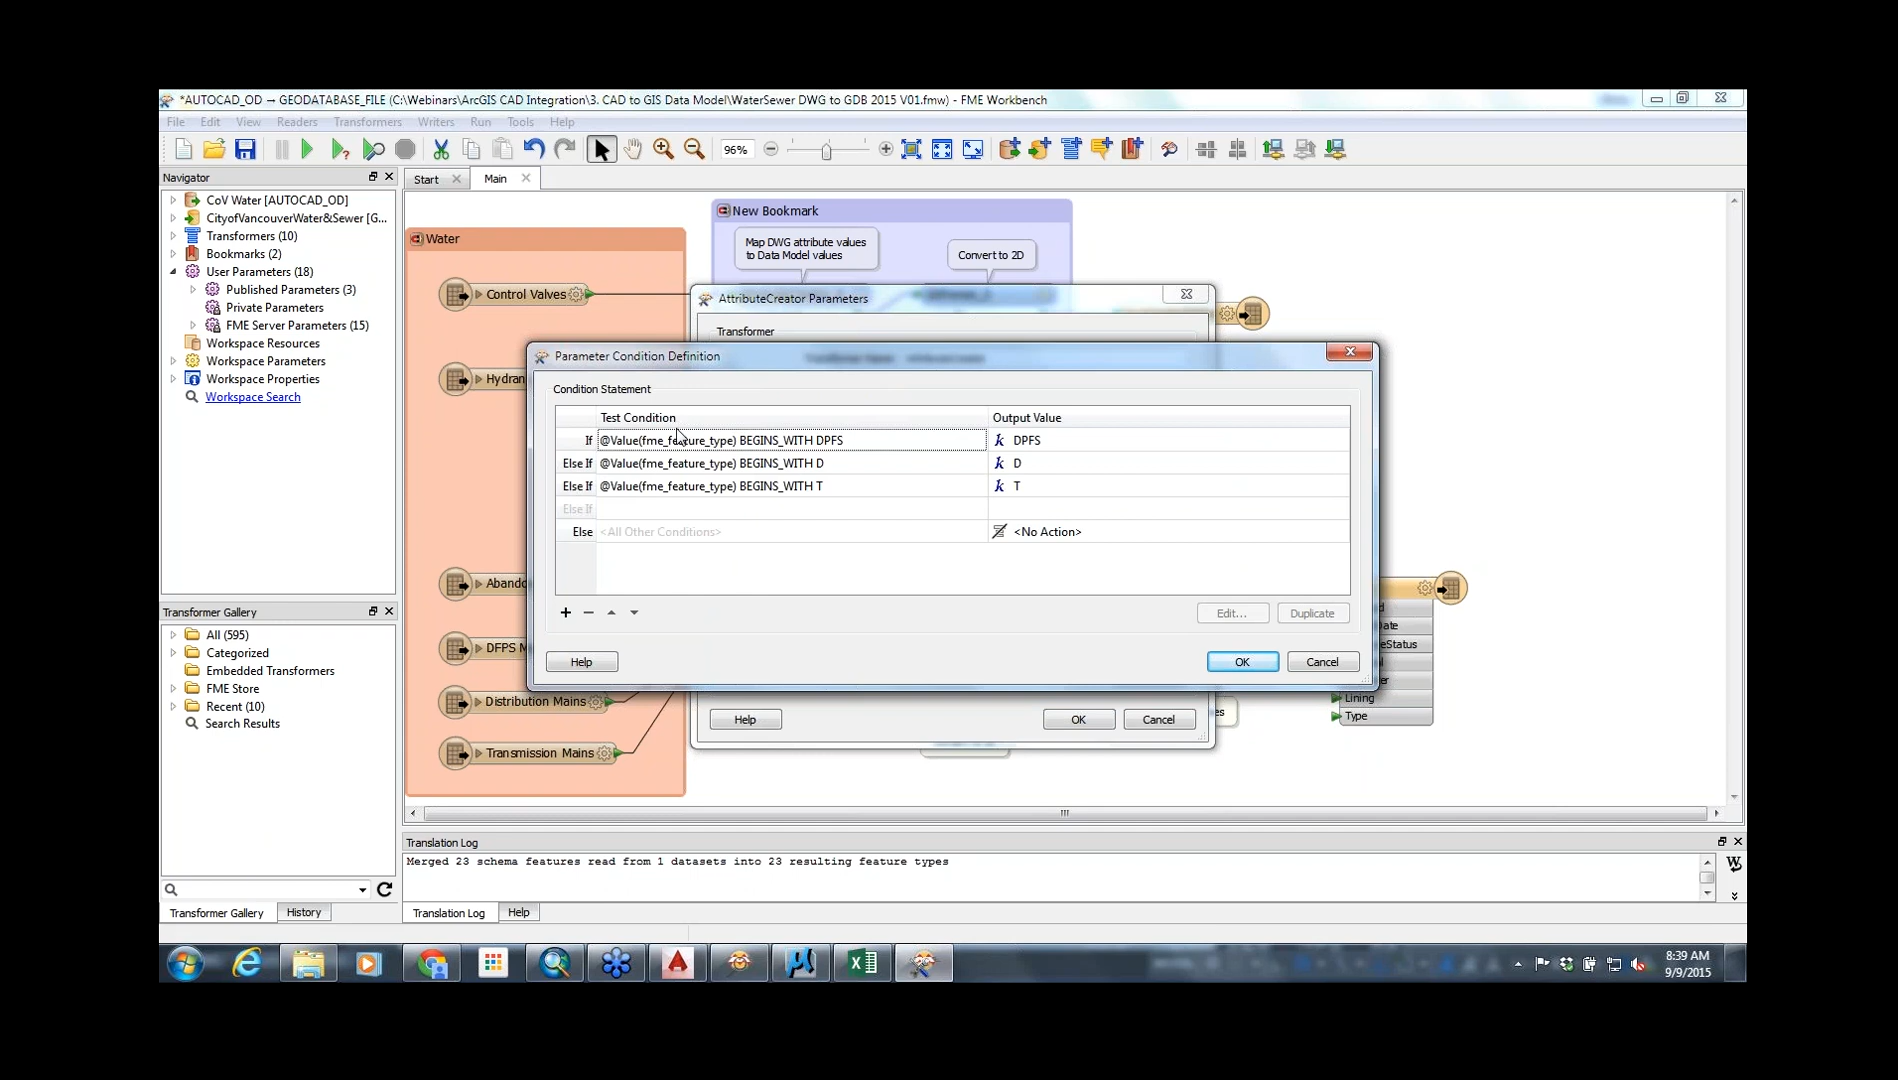 *AUTOCAD_OD → GEODATABASE_FILE (C:\Webinars\ArcGIS CAD Integration\3. CAD to GIS Data Model\WaterSewer DWG to GDB 2015 V01.fmw) - FME Workbench
File Edit View Readers Transformers Writers Run Tools Help
96%
Navigator
Start Main
CoV Water [AUTOCAD_OD]
CityofVancouverWater&Sewer [G...
Transformers (10)
Bookmarks (2)
User Parameters (18)
Published Parameters (3)
Private Parameters
FME Server Parameters (15)
Workspace Resources
Workspace Parameters
Workspace Properties
Workspace Search
Transformer Gallery
All (595)
Categorized
Embedded Transformers
FME Store
Recent (10)
Search Results
Transformer Gallery History
New Bookmark
Water
Map DWG attribute values
to Data Model values
Convert to 2D
Control Valves
Hydran
Abando
DFPS M
Distribution Mains
Transmission Mains
AttributeCreator Parameters
Transformer
Parameter Condition Definition
Condition Statement
Test Condition Output Value
If @Value(fme_feature_type) BEGINS_WITH DPFS DPFS
Else If @Value(fme_feature_type) BEGINS_WITH D D
Else If @Value(fme_feature_type) BEGINS_WITH T T
Else If
Else <All Other Conditions> <No Action>
Edit... Duplicate
Help OK Cancel
Help OK Cancel
d
Date
eStatus
al
er
Lining
Type
es
Translation Log
Merged 23 schema features read from 1 datasets into 23 resulting feature types
Translation Log Help
8:39 AM
9/9/2015